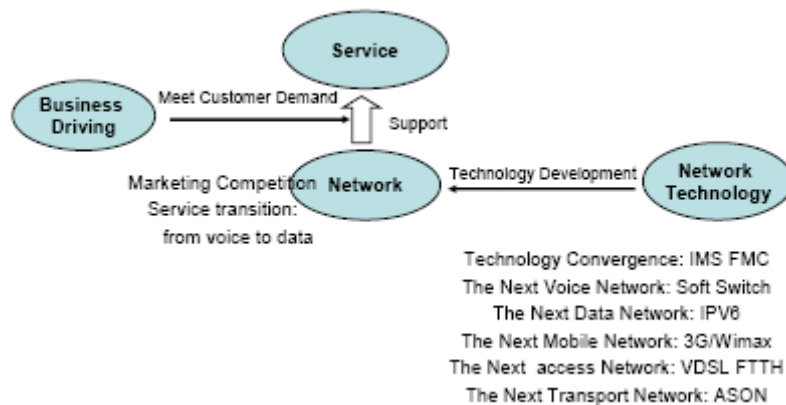 Service
Business
Driving
Meet Customer Demand
Support
Marketing Competition
Service transition:
from voice to data
Network
Technology Development
Network
Technology
Technology Convergence: IMS FMC
The Next Voice Network: Soft Switch
The Next Data Network: IPV6
The Next Mobile Network: 3G/Wimax
The Next access Network: VDSL FTTH
The Next Transport Network: ASON